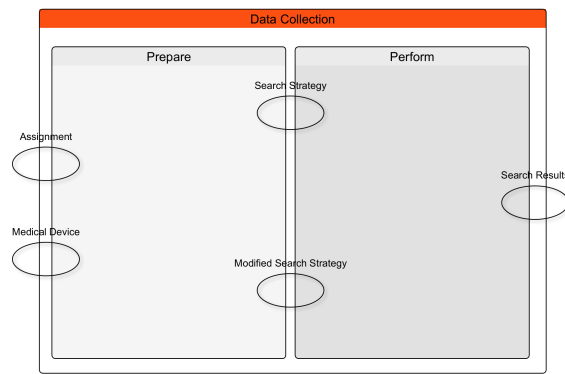 Data Collection
Prepare
Perform
Search Strategy
Assignment
Search Results
Medical Device
Modified Search Strategy